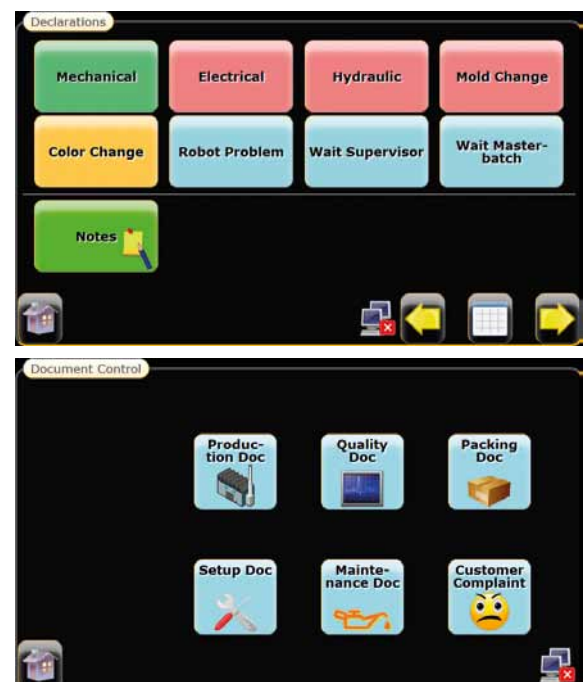 Declarations
Mechanical
Electrical
Hydraulic
Mold Change
Color Change
Robot Problem
Wait Supervisor
Wait Master-
batch
Notes
Document Control
Produc-
tion Doc
Quality
Doc
Packing
Doc
Setup Doc
Mainte-
nance Doc
Customer
Complaint